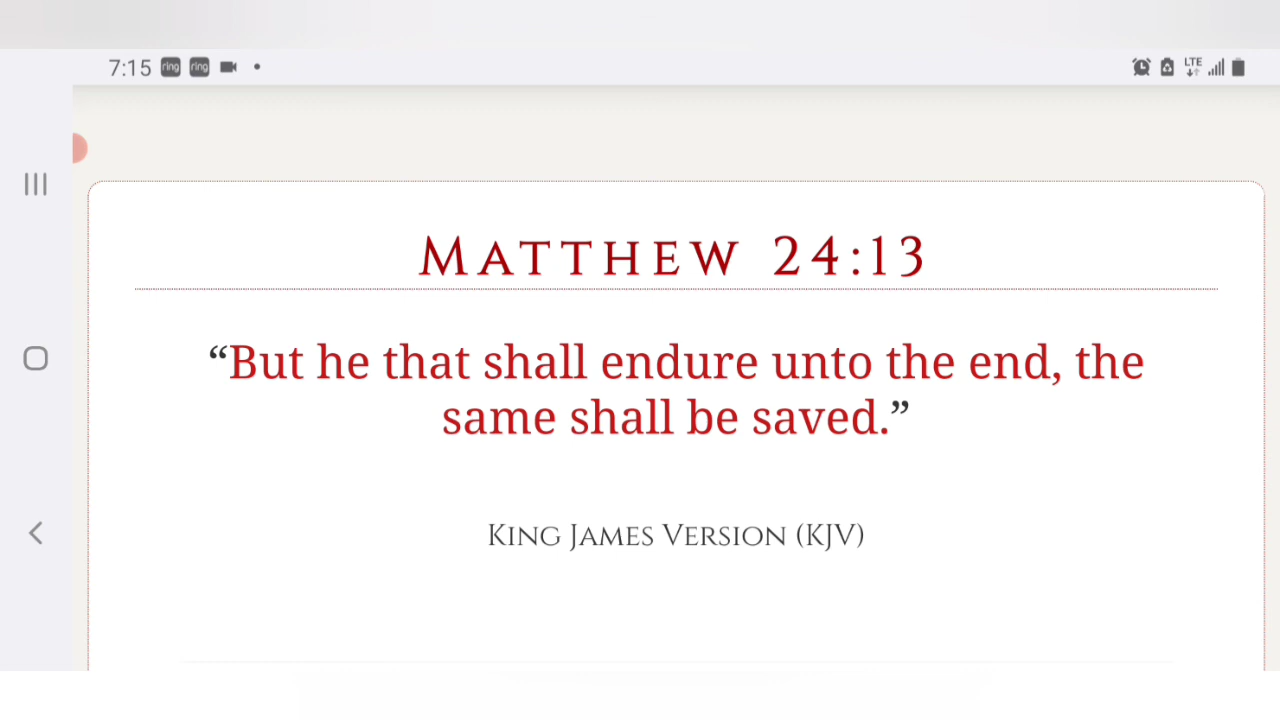 7:15 ring ring LTE
Matthew 24:13
“But he that shall endure unto the end, the
same shall be saved.”
King James Version (KJV)